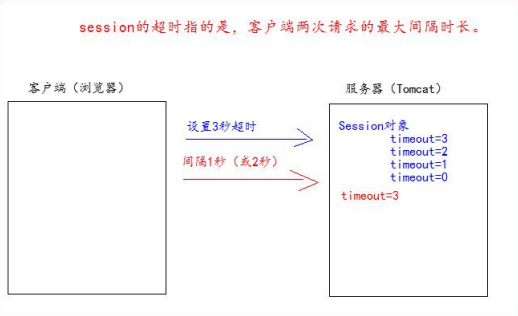 session的超时指的是，客户端两次请求的最大间隔时长。
客户端（浏览器）
服务器（Tomcat）
设置3秒超时
间隔1秒（或2秒）
Session对象
timeout=3
timeout=2
timeout=1
timeout=0
timeout=3